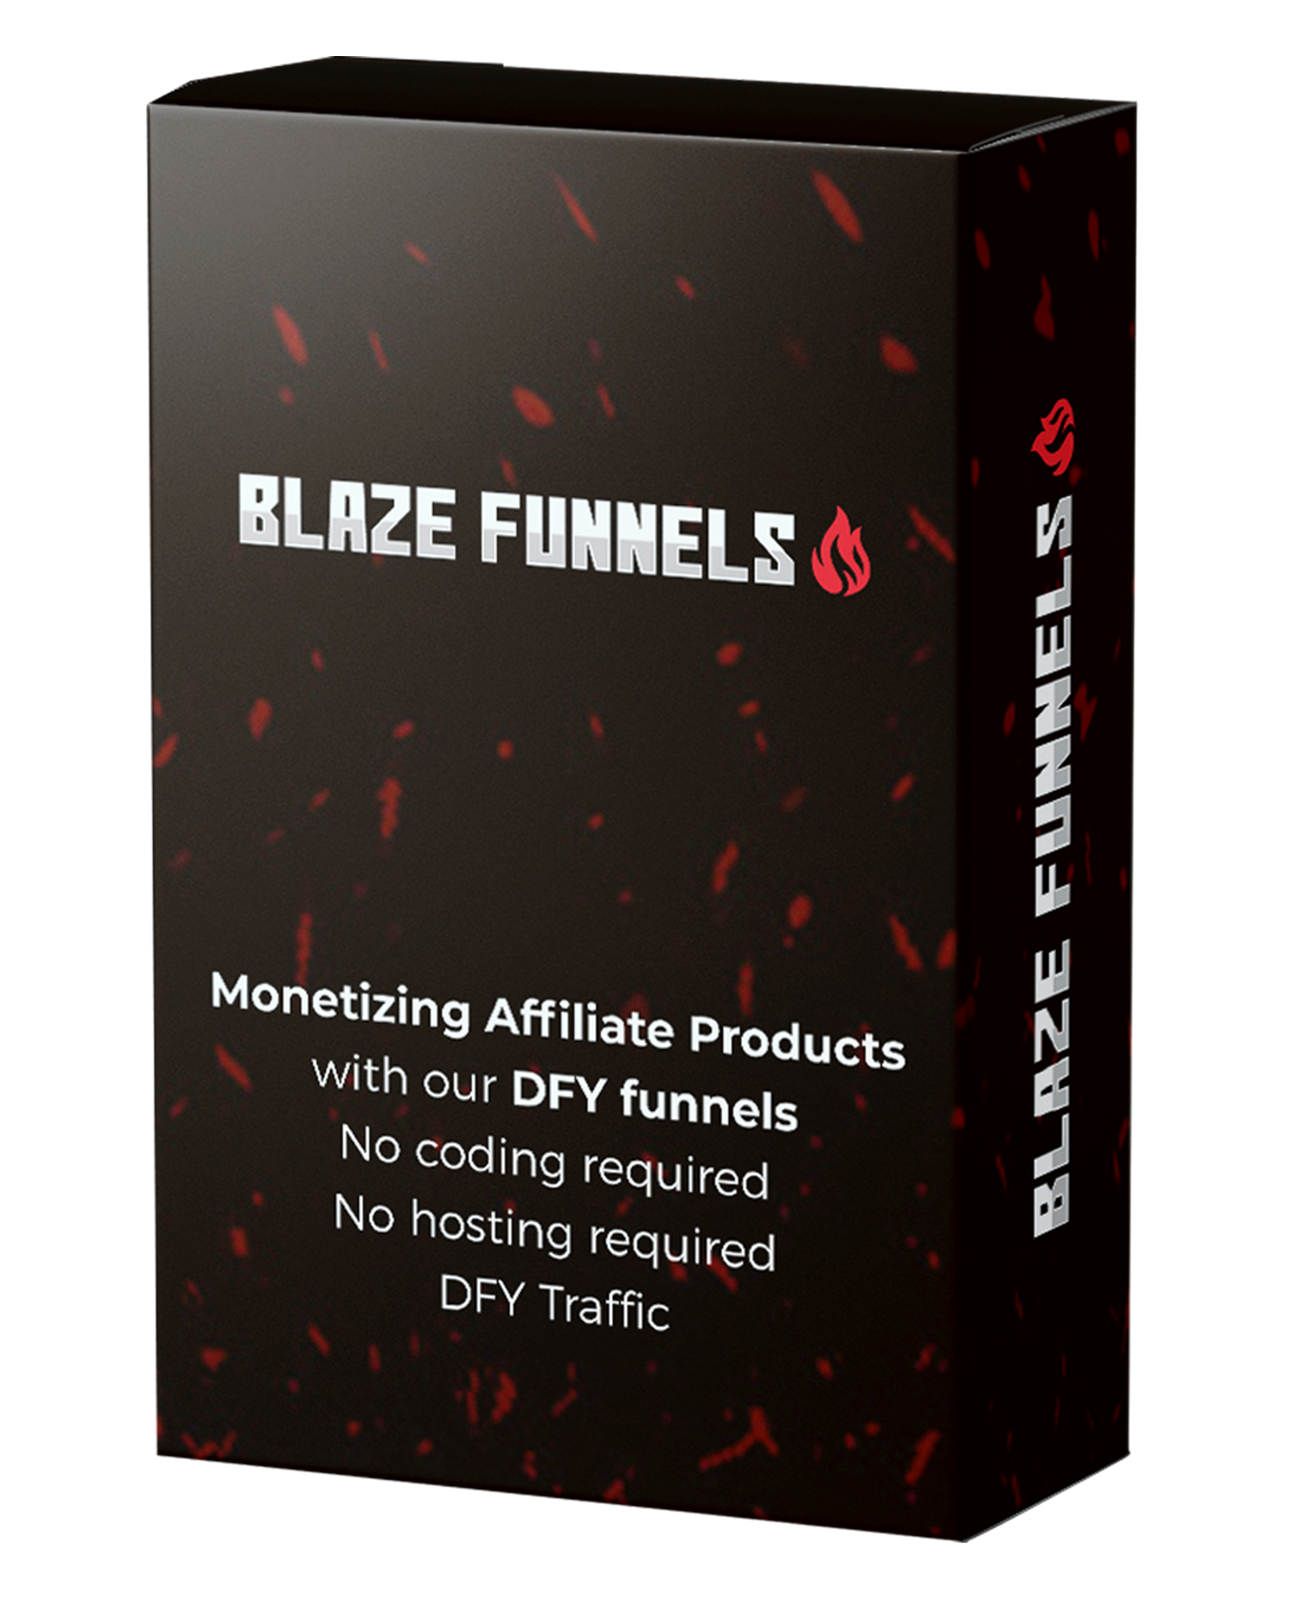 BLAZE FUNNELS
Monetizing Affiliate Products
with our DFY funnels
No coding required
No hosting required
DFY Traffic
BLAZE FUNNELS